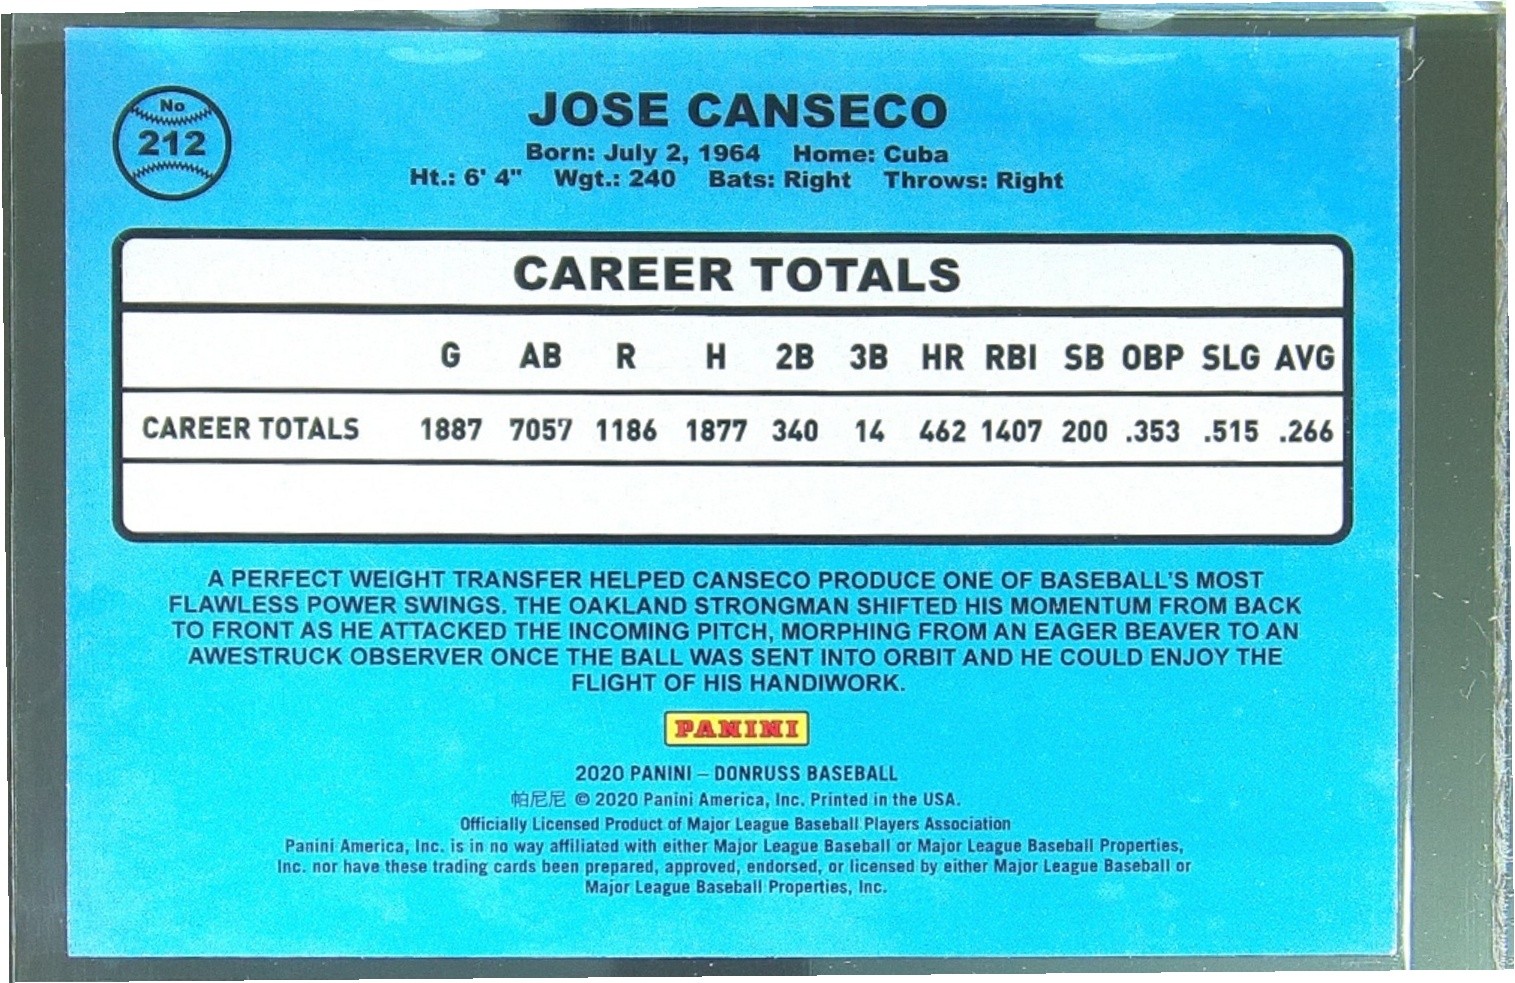 No
212
JOSE CANSECO
Born: July 2, 1964 Home: Cuba
Ht.: 6' 4" Wgt.: 240 Bats: Right Throws: Right
CAREER TOTALS
G AB R H 2B 3B HR RBI SB OBP SLG AVG
CAREER TOTALS 1887 7057 1186 1877 340 14 462 1407 200 .353 .515 .266
A PERFECT WEIGHT TRANSFER HELPED CANSECO PRODUCE ONE OF BASEBALL'S MOST
FLAWLESS POWER SWINGS. THE OAKLAND STRONGMAN SHIFTED HIS MOMENTUM FROM BACK
TO FRONT AS HE ATTACKED THE INCOMING PITCH, MORPHING FROM AN EAGER BEAVER TO AN
AWESTRUCK OBSERVER ONCE THE BALL WAS SENT INTO ORBIT AND HE COULD ENJOY THE
FLIGHT OF HIS HANDIWORK.
PANINI
2020 PANINI – DONRUSS BASEBALL
帕尼尼 © 2020 Panini America, Inc. Printed in the USA.
Officially Licensed Product of Major League Baseball Players Association
Panini America, Inc. is in no way affiliated with either Major League Baseball or Major League Baseball Properties,
Inc. nor have these trading cards been prepared, approved, endorsed, or licensed by either Major League Baseball or
Major League Baseball Properties, Inc.